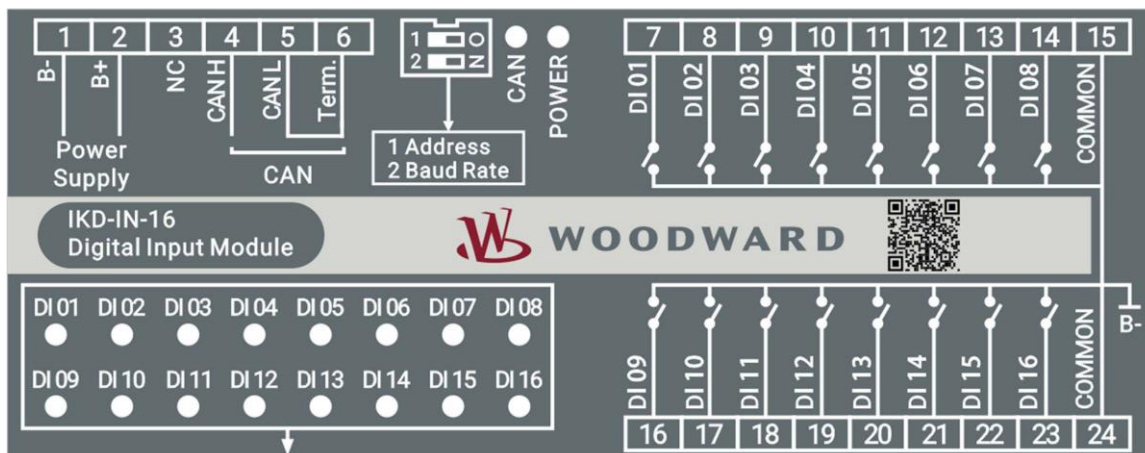 1 2 3 4 5 6
B- B+ NC CAN H CAN L Term.
Power
Supply
CAN
1 O
2 N
CAN POWER
1 Address
2 Baud Rate
7 8 9 10 11 12 13 14 15
DI 01 DI 02 DI 03 DI 04 DI 05 DI 06 DI 07 DI 08 COMMON
IKD-IN-16
Digital Input Module
W WOODWARD
DI 01 DI 02 DI 03 DI 04 DI 05 DI 06 DI 07 DI 08
DI 09 DI 10 DI 11 DI 12 DI 13 DI 14 DI 15 DI 16
B-
DI 09 DI 10 DI 11 DI 12 DI 13 DI 14 DI 15 DI 16 COMMON
16 17 18 19 20 21 22 23 24